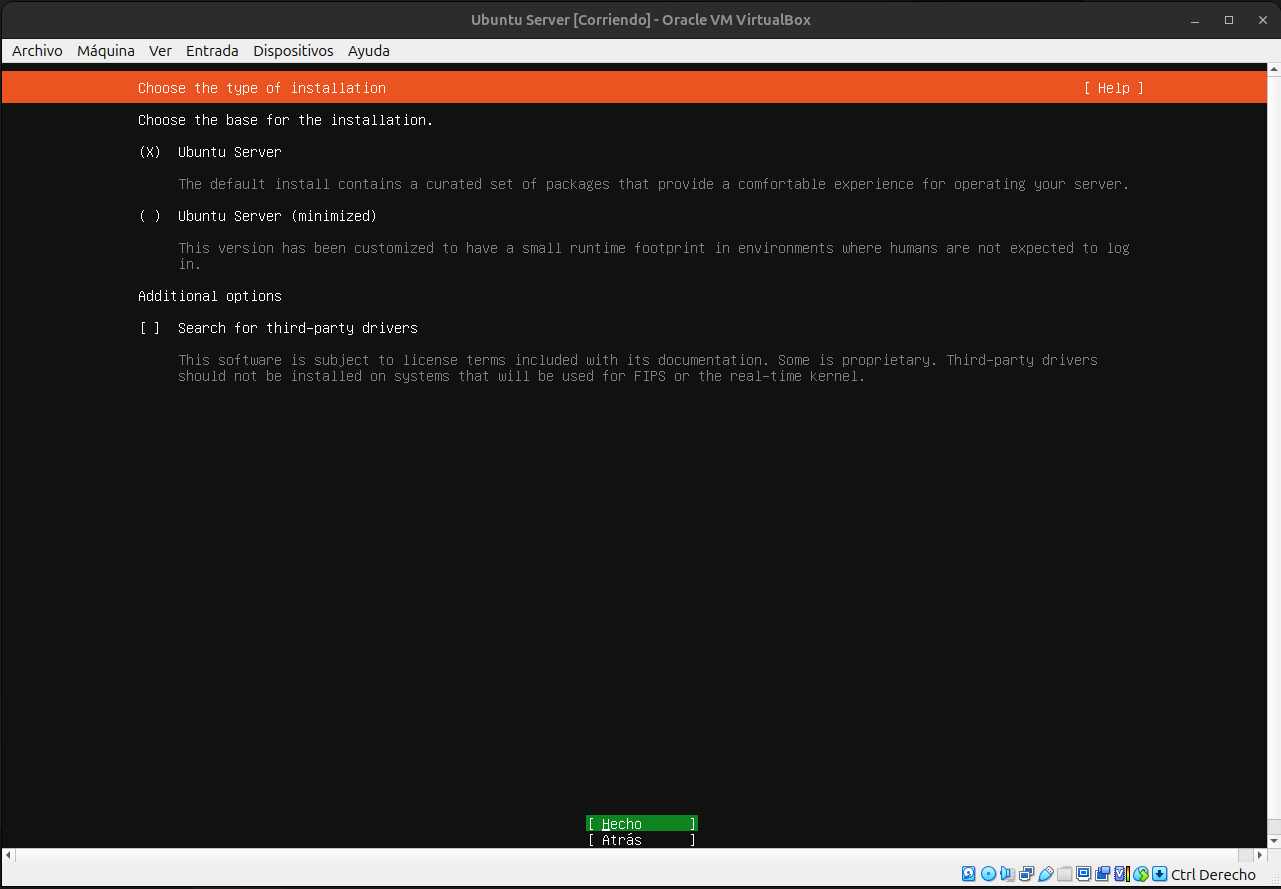 Ubuntu Server [Corriendo] - Oracle VM VirtualBox
Archivo Máquina Ver Entrada Dispositivos Ayuda
Choose the type of installation [ Help ]
Choose the base for the installation.
(X) Ubuntu Server
The default install contains a curated set of packages that provide a comfortable experience for operating your server.
( ) Ubuntu Server (minimized)
This version has been customized to have a small runtime footprint in environments where humans are not expected to log
in.
Additional options
[ ] Search for third-party drivers
This software is subject to license terms included with its documentation. Some is proprietary. Third-party drivers
should not be installed on systems that will be used for FIPS or the real-time kernel.
[ Hecho ]
[ Atrás ]
Ctrl Derecho